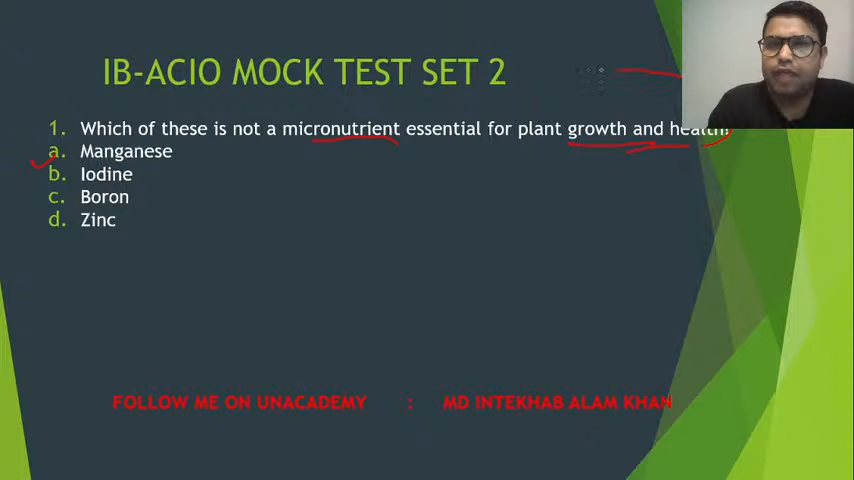 IB-ACIO MOCK TEST SET 2
1. Which of these is not a micronutrient essential for plant growth and health?
a. Manganese
b. Iodine
c. Boron
d. Zinc
FOLLOW ME ON UNACADEMY : MD INTEKHAB ALAM KHAN